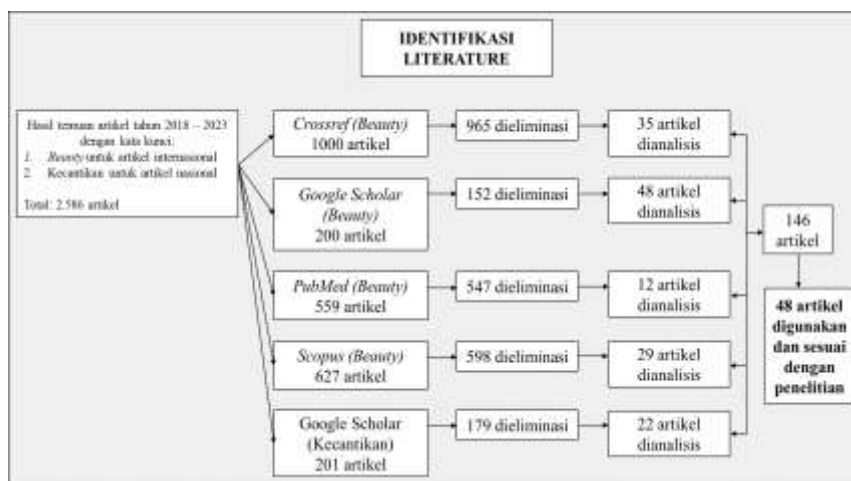 IDENTIFIKASI
LITERATURE
Hasil temuan artikel tahun 2018 – 2023
dengan kata kunci:
1. Beauty untuk artikel internasional
2. Kecantikan untuk artikel nasional
Total: 2.586 artikel
Crossref (Beauty)
1000 artikel
965 dieliminasi
35 artikel
dianalisis
Google Scholar
(Beauty)
200 artikel
152 dieliminasi
48 artikel
dianalisis
PubMed (Beauty)
559 artikel
547 dieliminasi
12 artikel
dianalisis
Scopus (Beauty)
627 artikel
598 dieliminasi
29 artikel
dianalisis
Google Scholar
(Kecantikan)
201 artikel
179 dieliminasi
22 artikel
dianalisis
146
artikel
48 artikel
digunakan
dan sesuai
dengan
penelitian